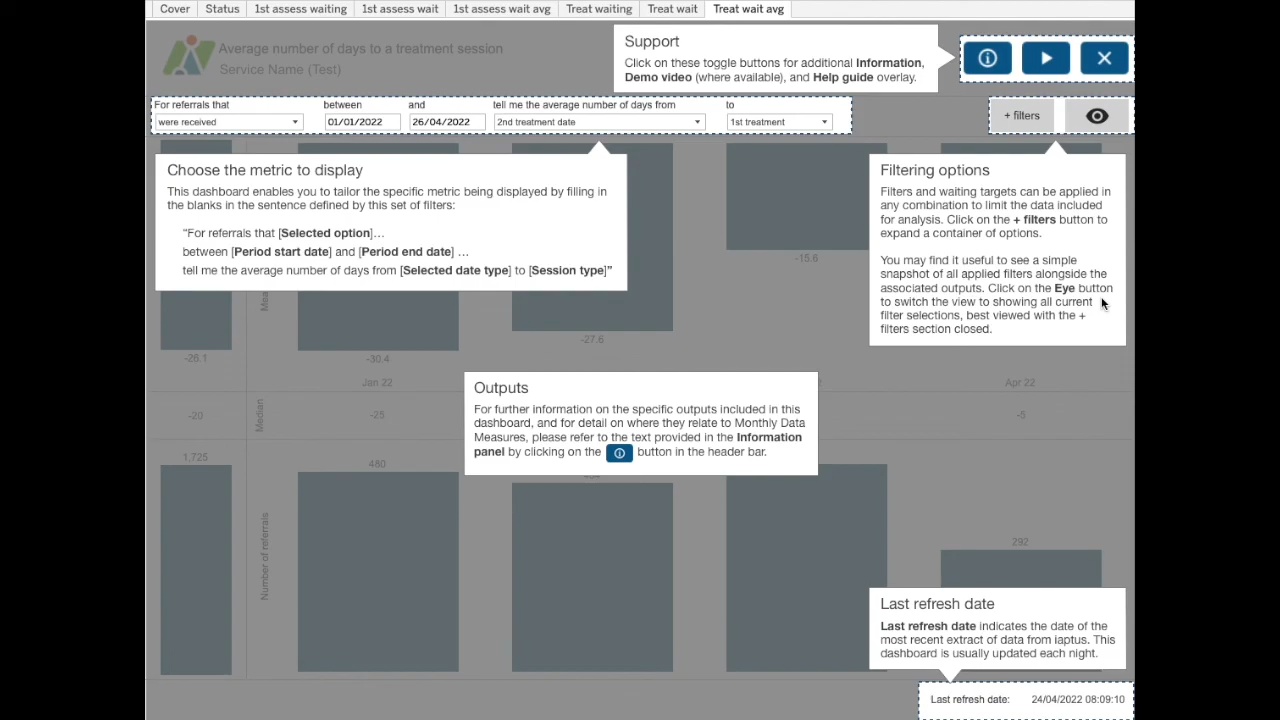 Cover Status 1st assess waiting 1st assess wait 1st assess wait avg Treat waiting Treat wait Treat wait avg
Average number of days to a treatment session
Service Name (Test)
Support
Click on these toggle buttons for additional Information,
Demo video (where available), and Help guide overlay.
For referrals that between and tell me the average number of days from to
were received 01/01/2022 26/04/2022 2nd treatment date 1st treatment
+ filters
Choose the metric to display
This dashboard enables you to tailor the specific metric being displayed by filling in
the blanks in the sentence defined by this set of filters:
“For referrals that [Selected option]…
between [Period start date] and [Period end date] …
tell me the average number of days from [Selected date type] to [Session type]”
Filtering options
Filters and waiting targets can be applied in
any combination to limit the data included
for analysis. Click on the + filters button to
expand a container of options.
You may find it useful to see a simple
snapshot of all applied filters alongside the
associated outputs. Click on the Eye button
to switch the view to showing all current
filter selections, best viewed with the +
filters section closed.
-15.6
-27.6
-30.4
Jan 22 Apr 22
-20 Median -25 -5
Outputs
For further information on the specific outputs included in this
dashboard, and for detail on where they relate to Monthly Data
Measures, please refer to the text provided in the Information
panel by clicking on the button in the header bar.
1,725 480
292
Number of referrals
Last refresh date
Last refresh date indicates the date of the
most recent extract of data from iaptus. This
dashboard is usually updated each night.
Last refresh date: 24/04/2022 08:09:10